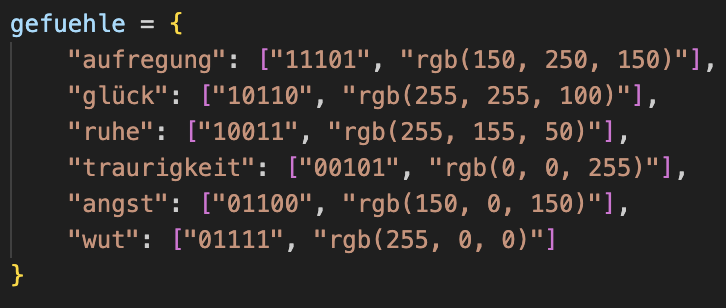 gefuehle = {
    "aufregung": ["11101", "rgb(150, 250, 150)"],
    "glück": ["10110", "rgb(255, 255, 100)"],
    "ruhe": ["10011", "rgb(255, 155, 50)"],
    "traurigkeit": ["00101", "rgb(0, 0, 255)"],
    "angst": ["01100", "rgb(150, 0, 150)"],
    "wut": ["01111", "rgb(255, 0, 0)"]
}